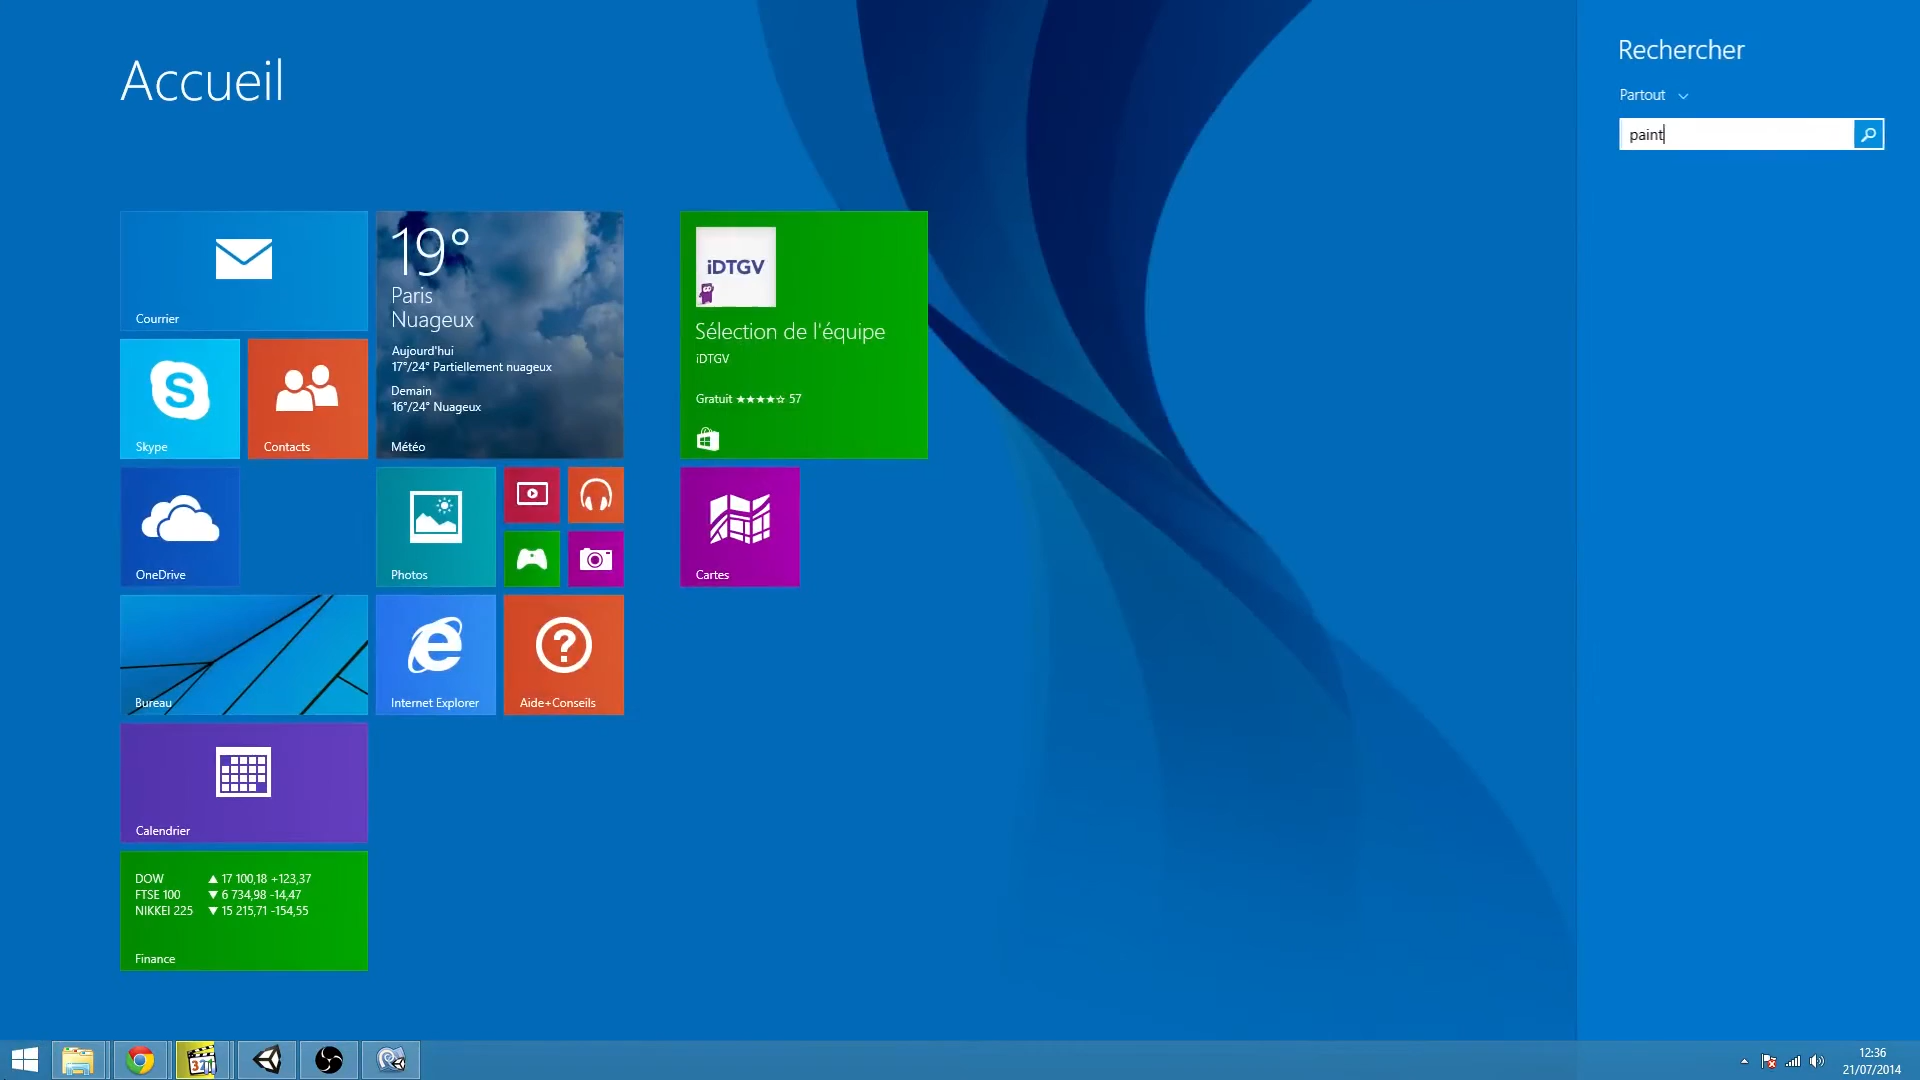 Accueil
Rechercher
Partout
paint
Courrier
19°
Paris
Nuageux
Aujourd'hui
17°/24° Partiellement nuageux
Demain
16°/24° Nuageux
Météo
Skype
Contacts
OneDrive
Photos
Bureau
Internet Explorer
Aide+Conseils
Calendrier
DOW ▲ 17 100,18 +123,37
FTSE 100 ▼ 6 734,98 -14,47
NIKKEI 225 ▼ 15 215,71 -154,55
Finance
iDTGV
Sélection de l'équipe
iDTGV
Gratuit ★★★★☆ 57
Cartes
321
12:36
21/07/2014